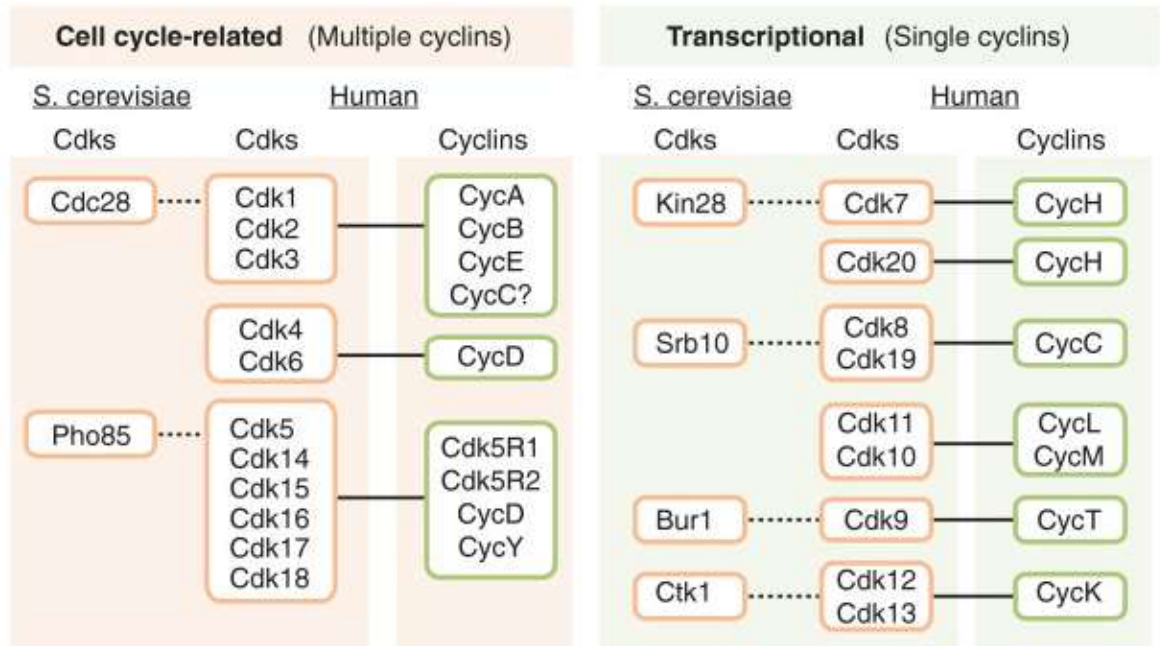 Cell cycle-related (Multiple cyclins)
S. cerevisiae Human
Cdks Cdks Cyclins
Cdc28
Cdk1
Cdk2
Cdk3
CycA
CycB
CycE
CycC?
Cdk4
Cdk6
CycD
Pho85
Cdk5
Cdk14
Cdk15
Cdk16
Cdk17
Cdk18
Cdk5R1
Cdk5R2
CycD
CycY
Transcriptional (Single cyclins)
S. cerevisiae Human
Cdks Cdks Cyclins
Kin28 Cdk7 CycH
Cdk20 CycH
Srb10
Cdk8
Cdk19
CycC
Cdk11
Cdk10
CycL
CycM
Bur1 Cdk9 CycT
Ctk1
Cdk12
Cdk13
CycK